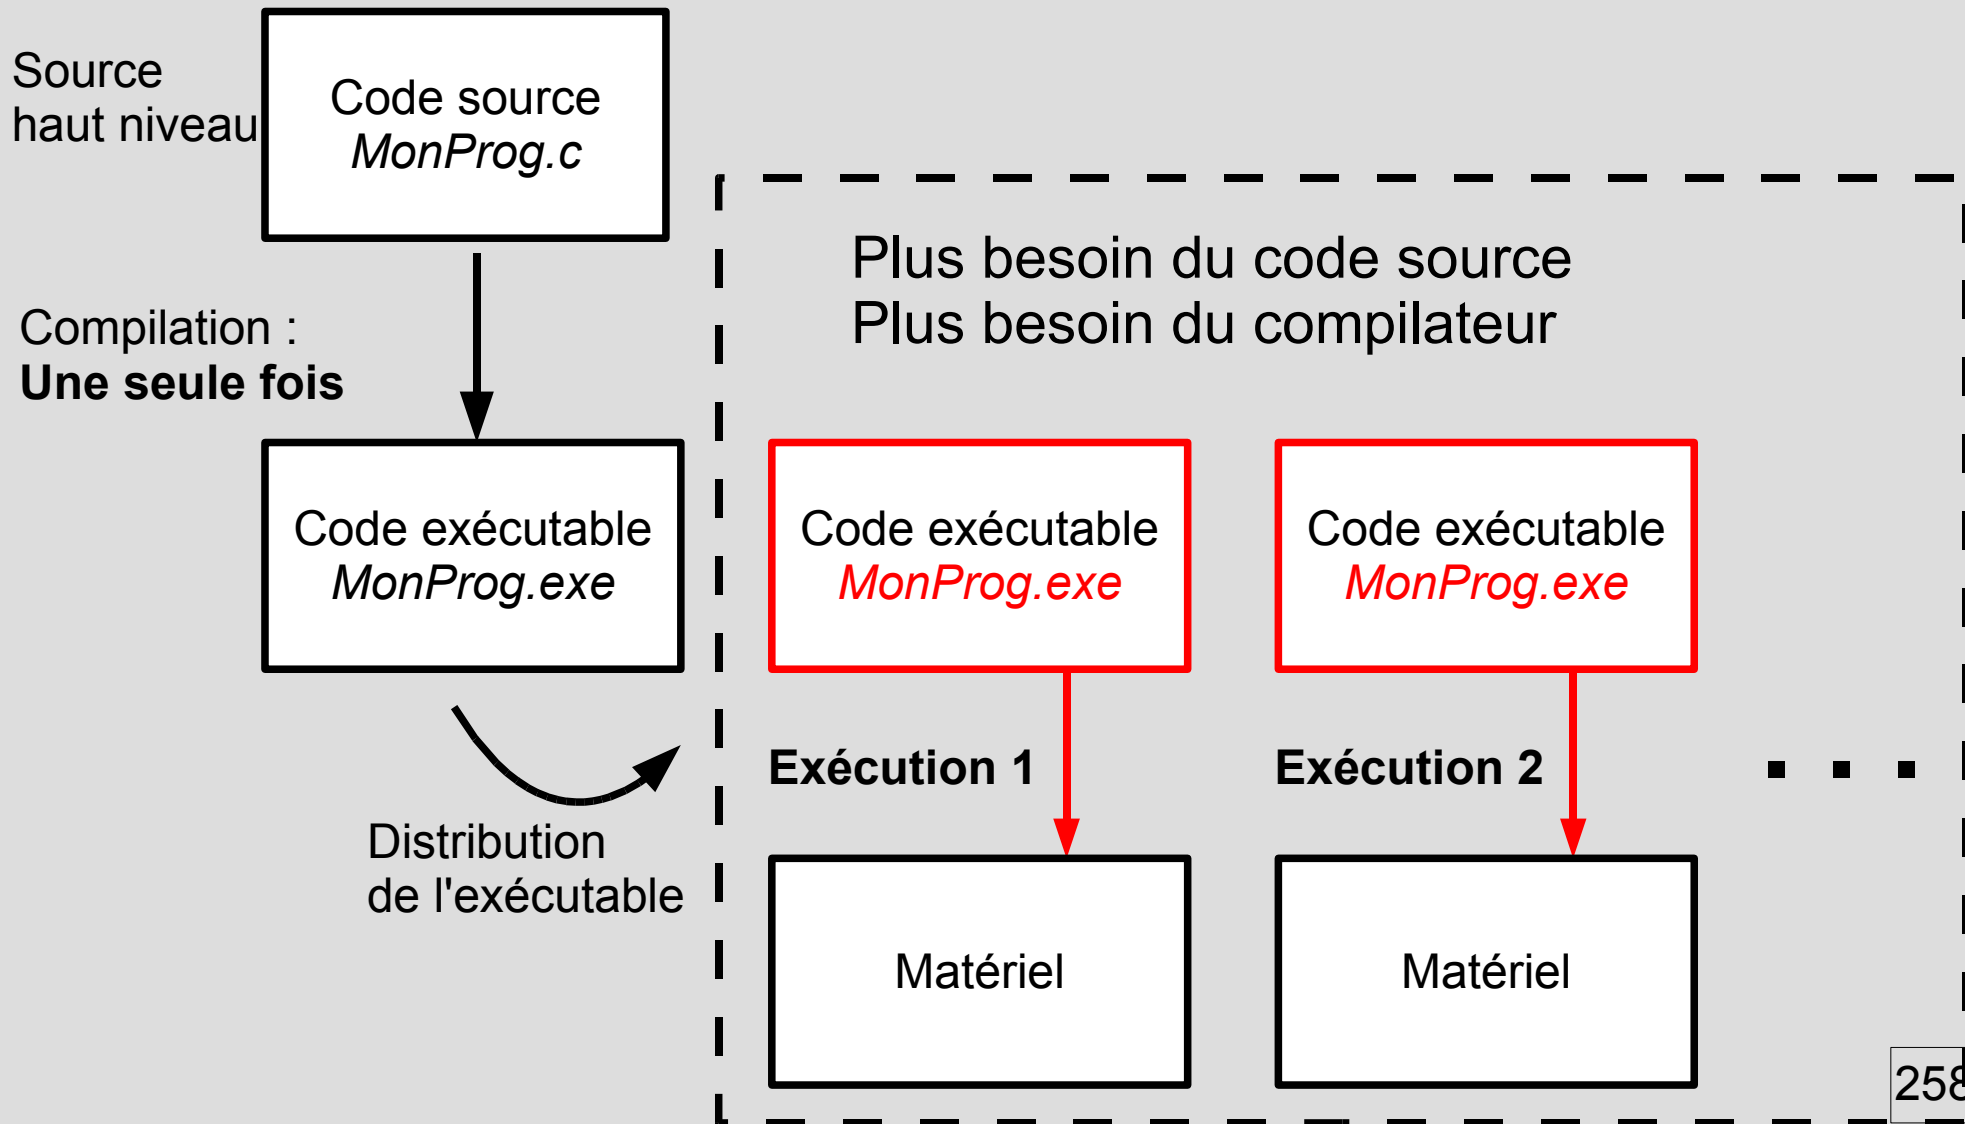 Source
haut niveau
Code source
MonProg.c
Plus besoin du code source
Plus besoin du compilateur
Compilation :
Une seule fois
Code exécutable
MonProg.exe
Code exécutable
MonProg.exe
Code exécutable
MonProg.exe
Exécution 1
Exécution 2
. . .
Distribution
de l'exécutable
Matériel
Matériel
258